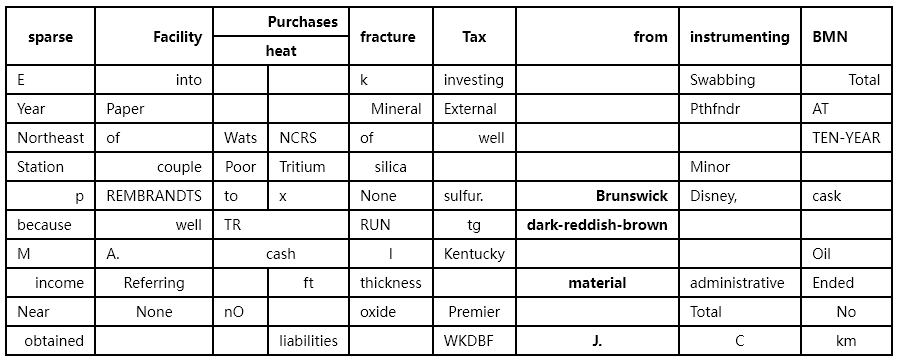 sparse Facility Purchases fracture Tax from instrumenting BMN
heat
E into k investing Swabbing Total
Year Paper Mineral External Pthfndr AT
Northeast of Wats NCRS of well TEN-YEAR
Station couple Poor Tritium silica Minor
p REMBRANDTS to x None sulfur. Brunswick Disney, cask
because well TR RUN tg dark-reddish-brown
M A. cash I Kentucky Oil
income Referring ft thickness material administrative Ended
Near None nO oxide Premier Total No
obtained liabilities WKDBF J. C km